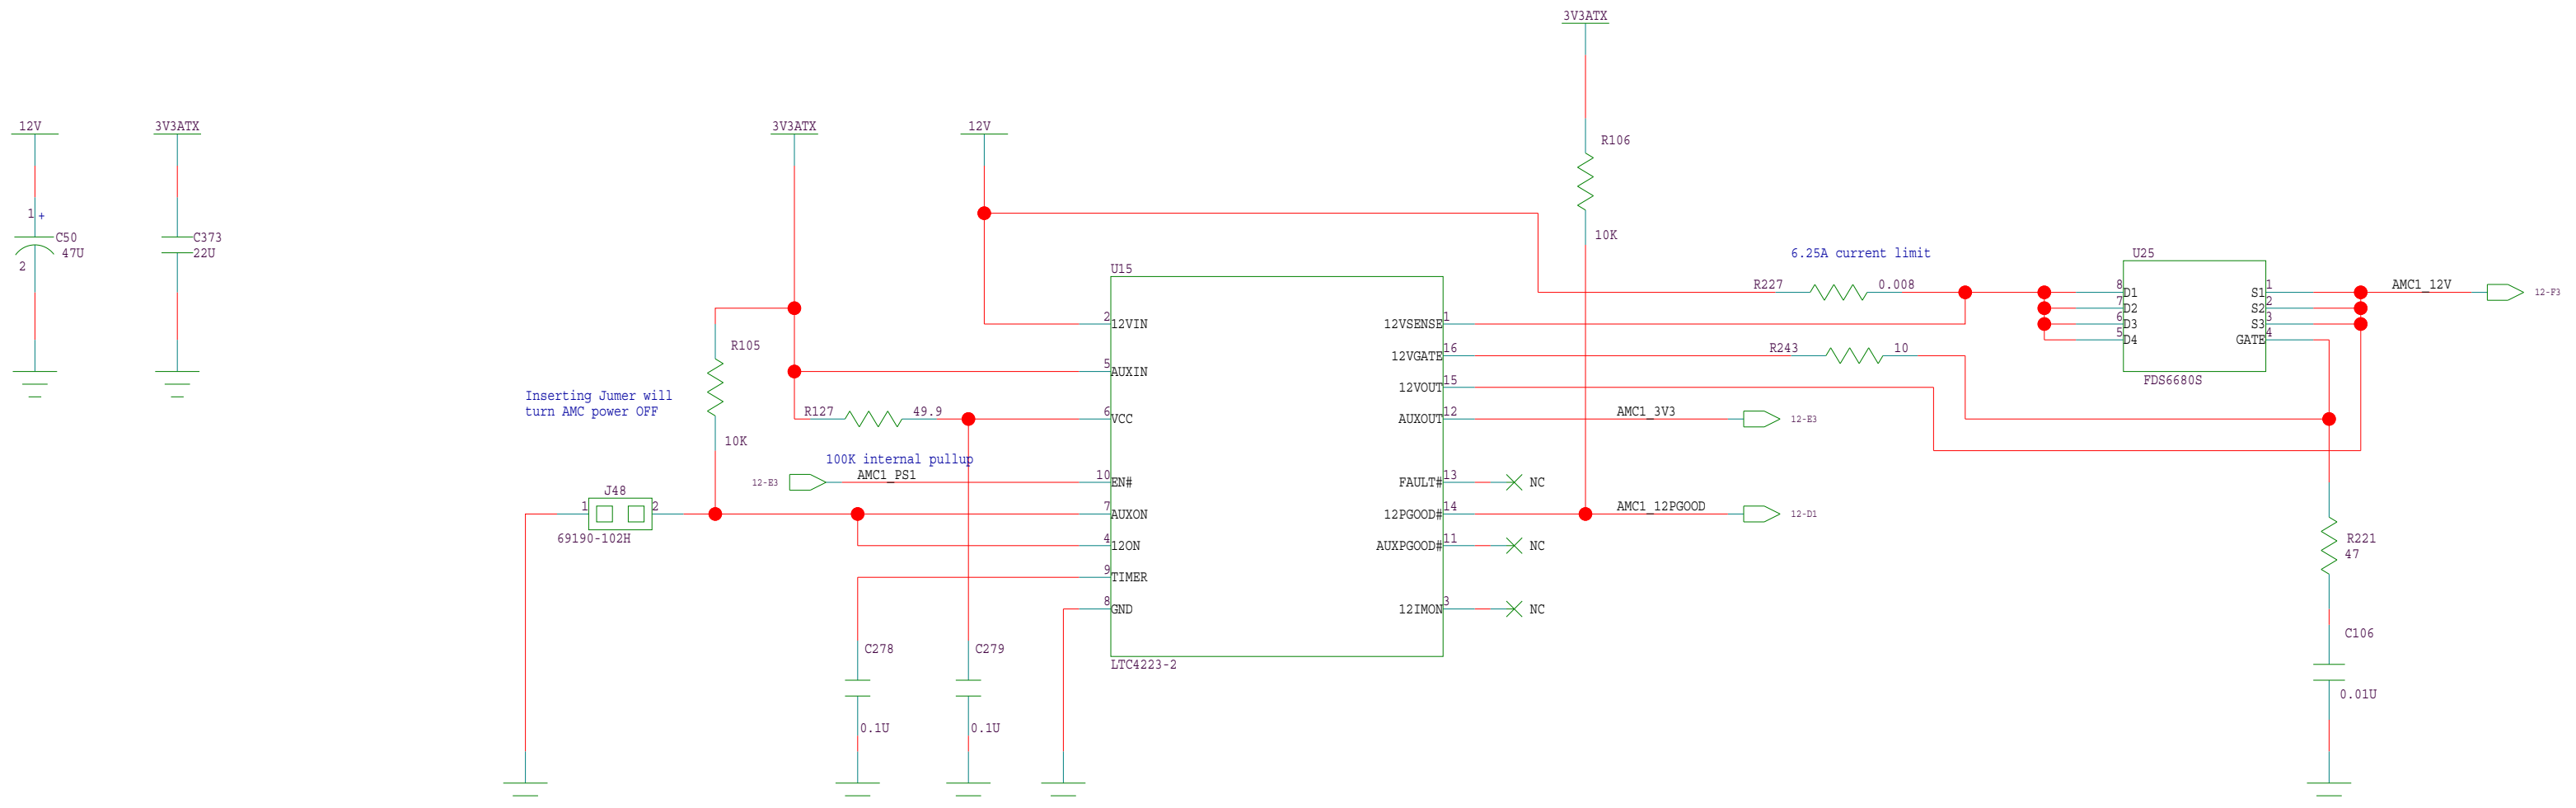 3V3ATX
12V
3V3ATX
3V3ATX
12V
R106
10K
1
+
C50
47U
2
C373
22U
R105
10K
Inserting Jumer will
turn AMC power OFF
R127
49.9
100K internal pullup
12-E3
AMC1_PS1
J48
1
2
69190-102H
C278
0.1U
C279
0.1U
U15
2
12VIN
5
AUXIN
6
VCC
10
EN#
7
AUXON
4
12ON
9
TIMER
8
GND
12VSENSE
1
12VGATE
16
12VOUT
15
AUXOUT
12
FAULT#
13
NC
12PGOOD#
14
AUXPGOOD#
11
NC
12IMON
3
NC
LTC4223-2
AMC1_3V3
12-E3
AMC1_12PGOOD
12-D1
6.25A current limit
R227
0.008
R243
10
U25
8
D1
7
D2
6
D3
5
D4
S1
1
S2
2
S3
3
GATE
4
FDS6680S
AMC1_12V
12-F3
R221
47
C106
0.01U